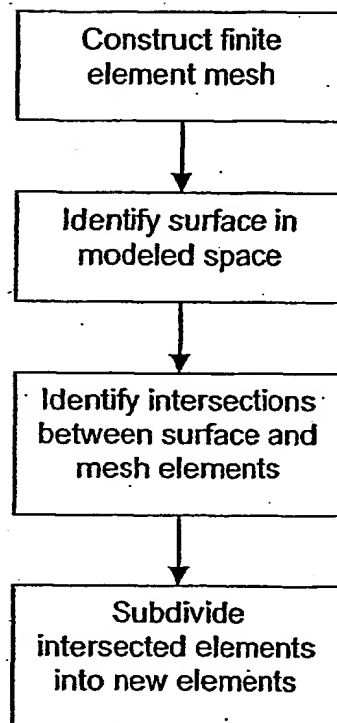 Construct finite
element mesh
Identify surface in
modeled space
Identify intersections
between surface and
mesh elements
Subdivide
intersected elements
into new elements